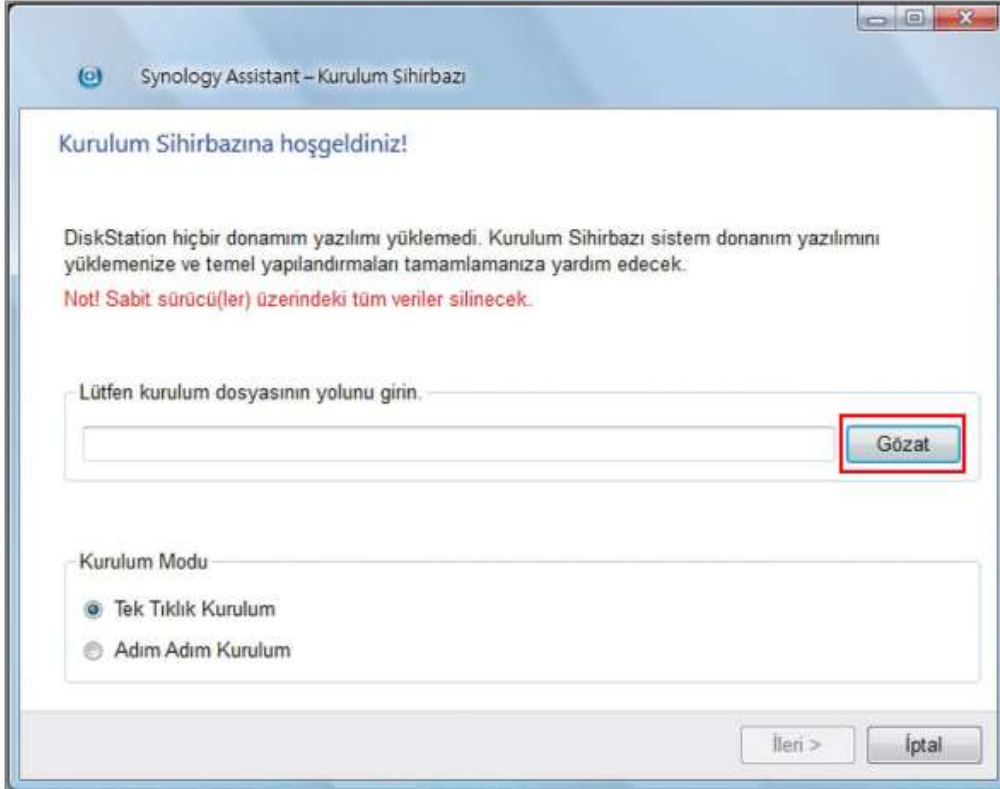 Synology Assistant – Kurulum Sihirbazı
Kurulum Sihirbazına hoşgeldiniz!
DiskStation hiçbir donamım yazılımı yüklemedi. Kurulum Sihirbazı sistem donanım yazılımını
yüklemenize ve temel yapılandırmaları tamamlamanıza yardım edecek.
Not! Sabit sürücü(ler) üzerindeki tüm veriler silinecek.
Lütfen kurulum dosyasının yolunu girin.
Gözat
Kurulum Modu
Tek Tıklık Kurulum
Adım Adım Kurulum
İleri >
İptal